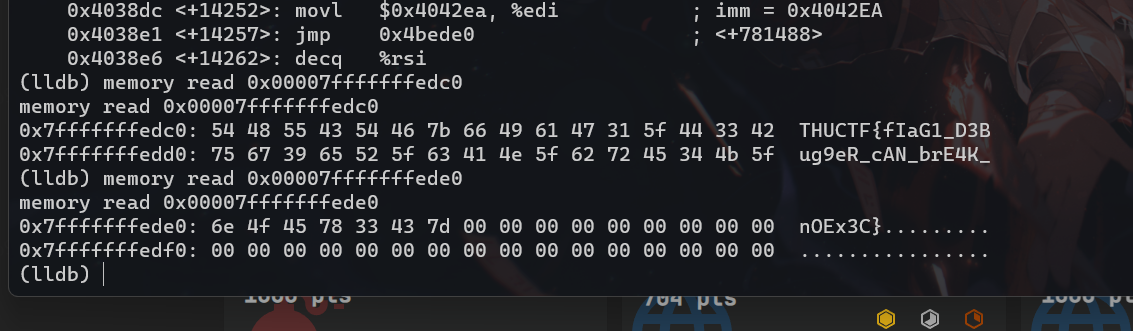 0x4038dc <+14252>: movl   $0x4042ea, %edi            ; imm = 0x4042EA
0x4038e1 <+14257>: jmp    0x4bede0                   ; <+781488>
0x4038e6 <+14262>: decq   %rsi
(lldb) memory read 0x00007fffffffedc0
memory read 0x00007fffffffedc0
0x7fffffffedc0: 54 48 55 43 54 46 7b 66 49 61 47 31 5f 44 33 42  THUCTF{fIaG1_D3B
0x7fffffffedd0: 75 67 39 65 52 5f 63 41 4e 5f 62 72 45 34 4b 5f  ug9eR_cAN_brE4K_
(lldb) memory read 0x00007fffffffede0
memory read 0x00007fffffffede0
0x7fffffffede0: 6e 4f 45 78 33 43 7d 00 00 00 00 00 00 00 00 00  nOEx3C}.........
0x7fffffffedf0: 00 00 00 00 00 00 00 00 00 00 00 00 00 00 00 00  ................
(lldb)
1000 pts
704 pts
1000 pts